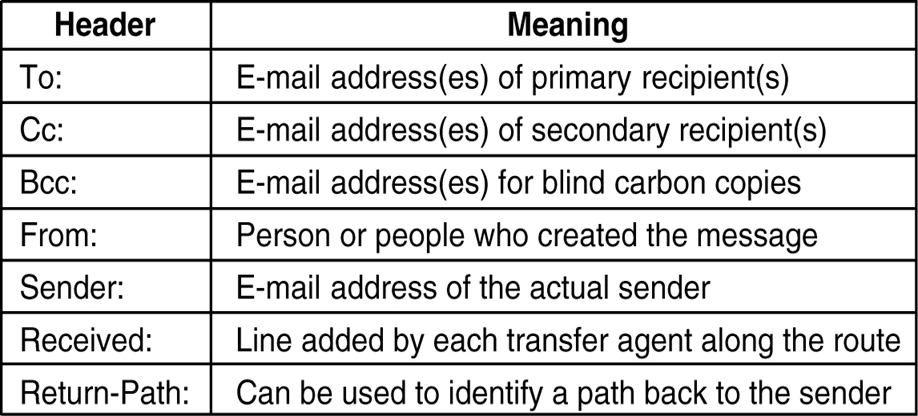 Header Meaning
To: E-mail address(es) of primary recipient(s)
Cc: E-mail address(es) of secondary recipient(s)
Bcc: E-mail address(es) for blind carbon copies
From: Person or people who created the message
Sender: E-mail address of the actual sender
Received: Line added by each transfer agent along the route
Return-Path: Can be used to identify a path back to the sender